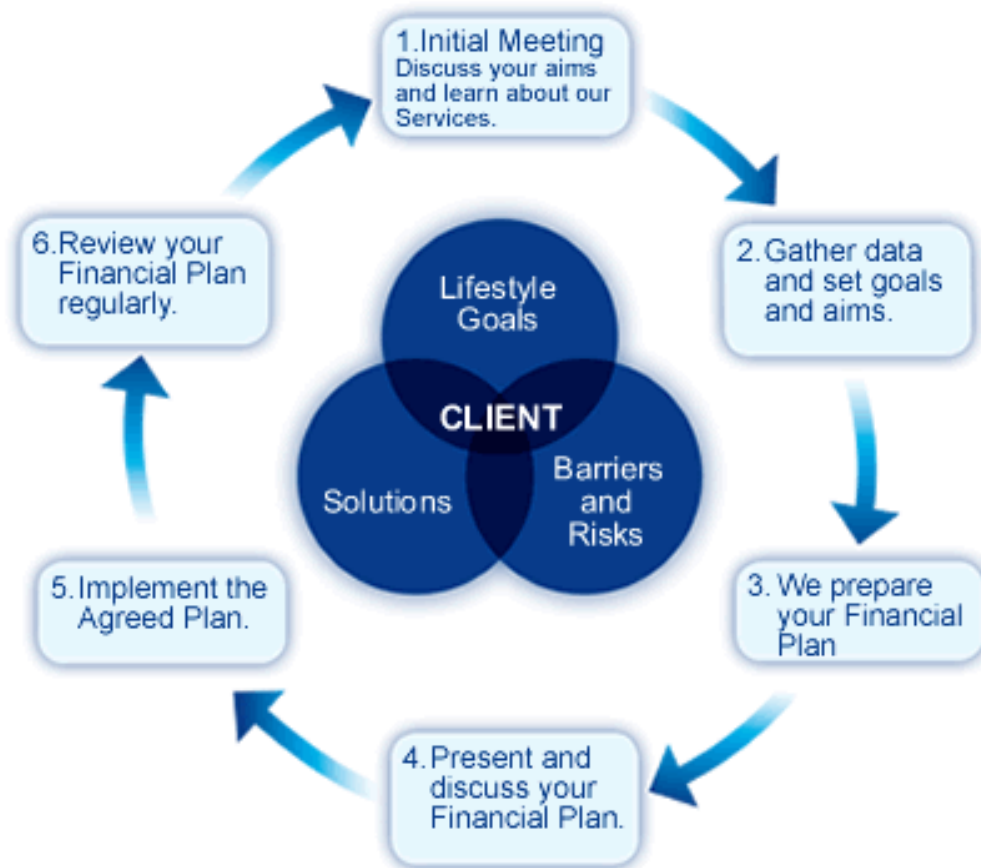 1.Initial Meeting
Discuss your aims
and learn about our
Services.
2.Gather data
and set goals
and aims.
3. We prepare
your Financial
Plan
4.Present and
discuss your
Financial Plan.
5.Implement the
Agreed Plan.
6.Review your
Financial Plan
regularly.
Lifestyle
Goals
CLIENT
Solutions
Barriers
and
Risks